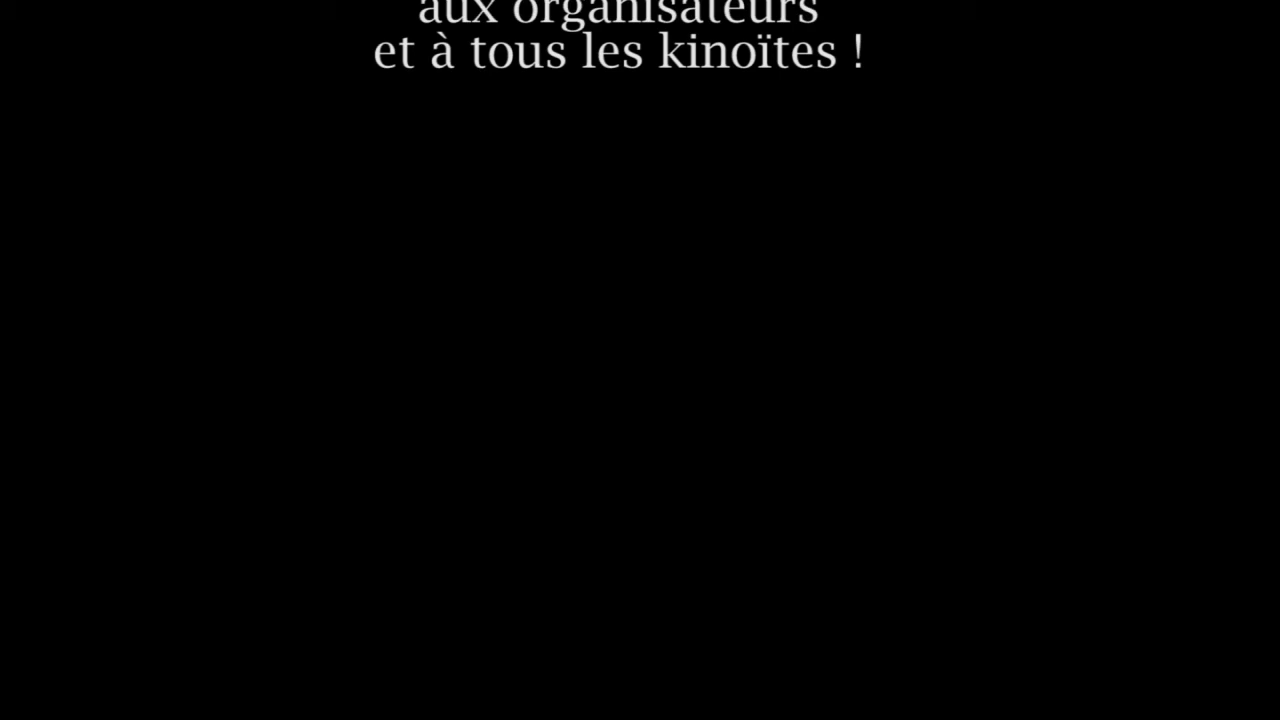 aux organisateurs
et à tous les kinoïtes !